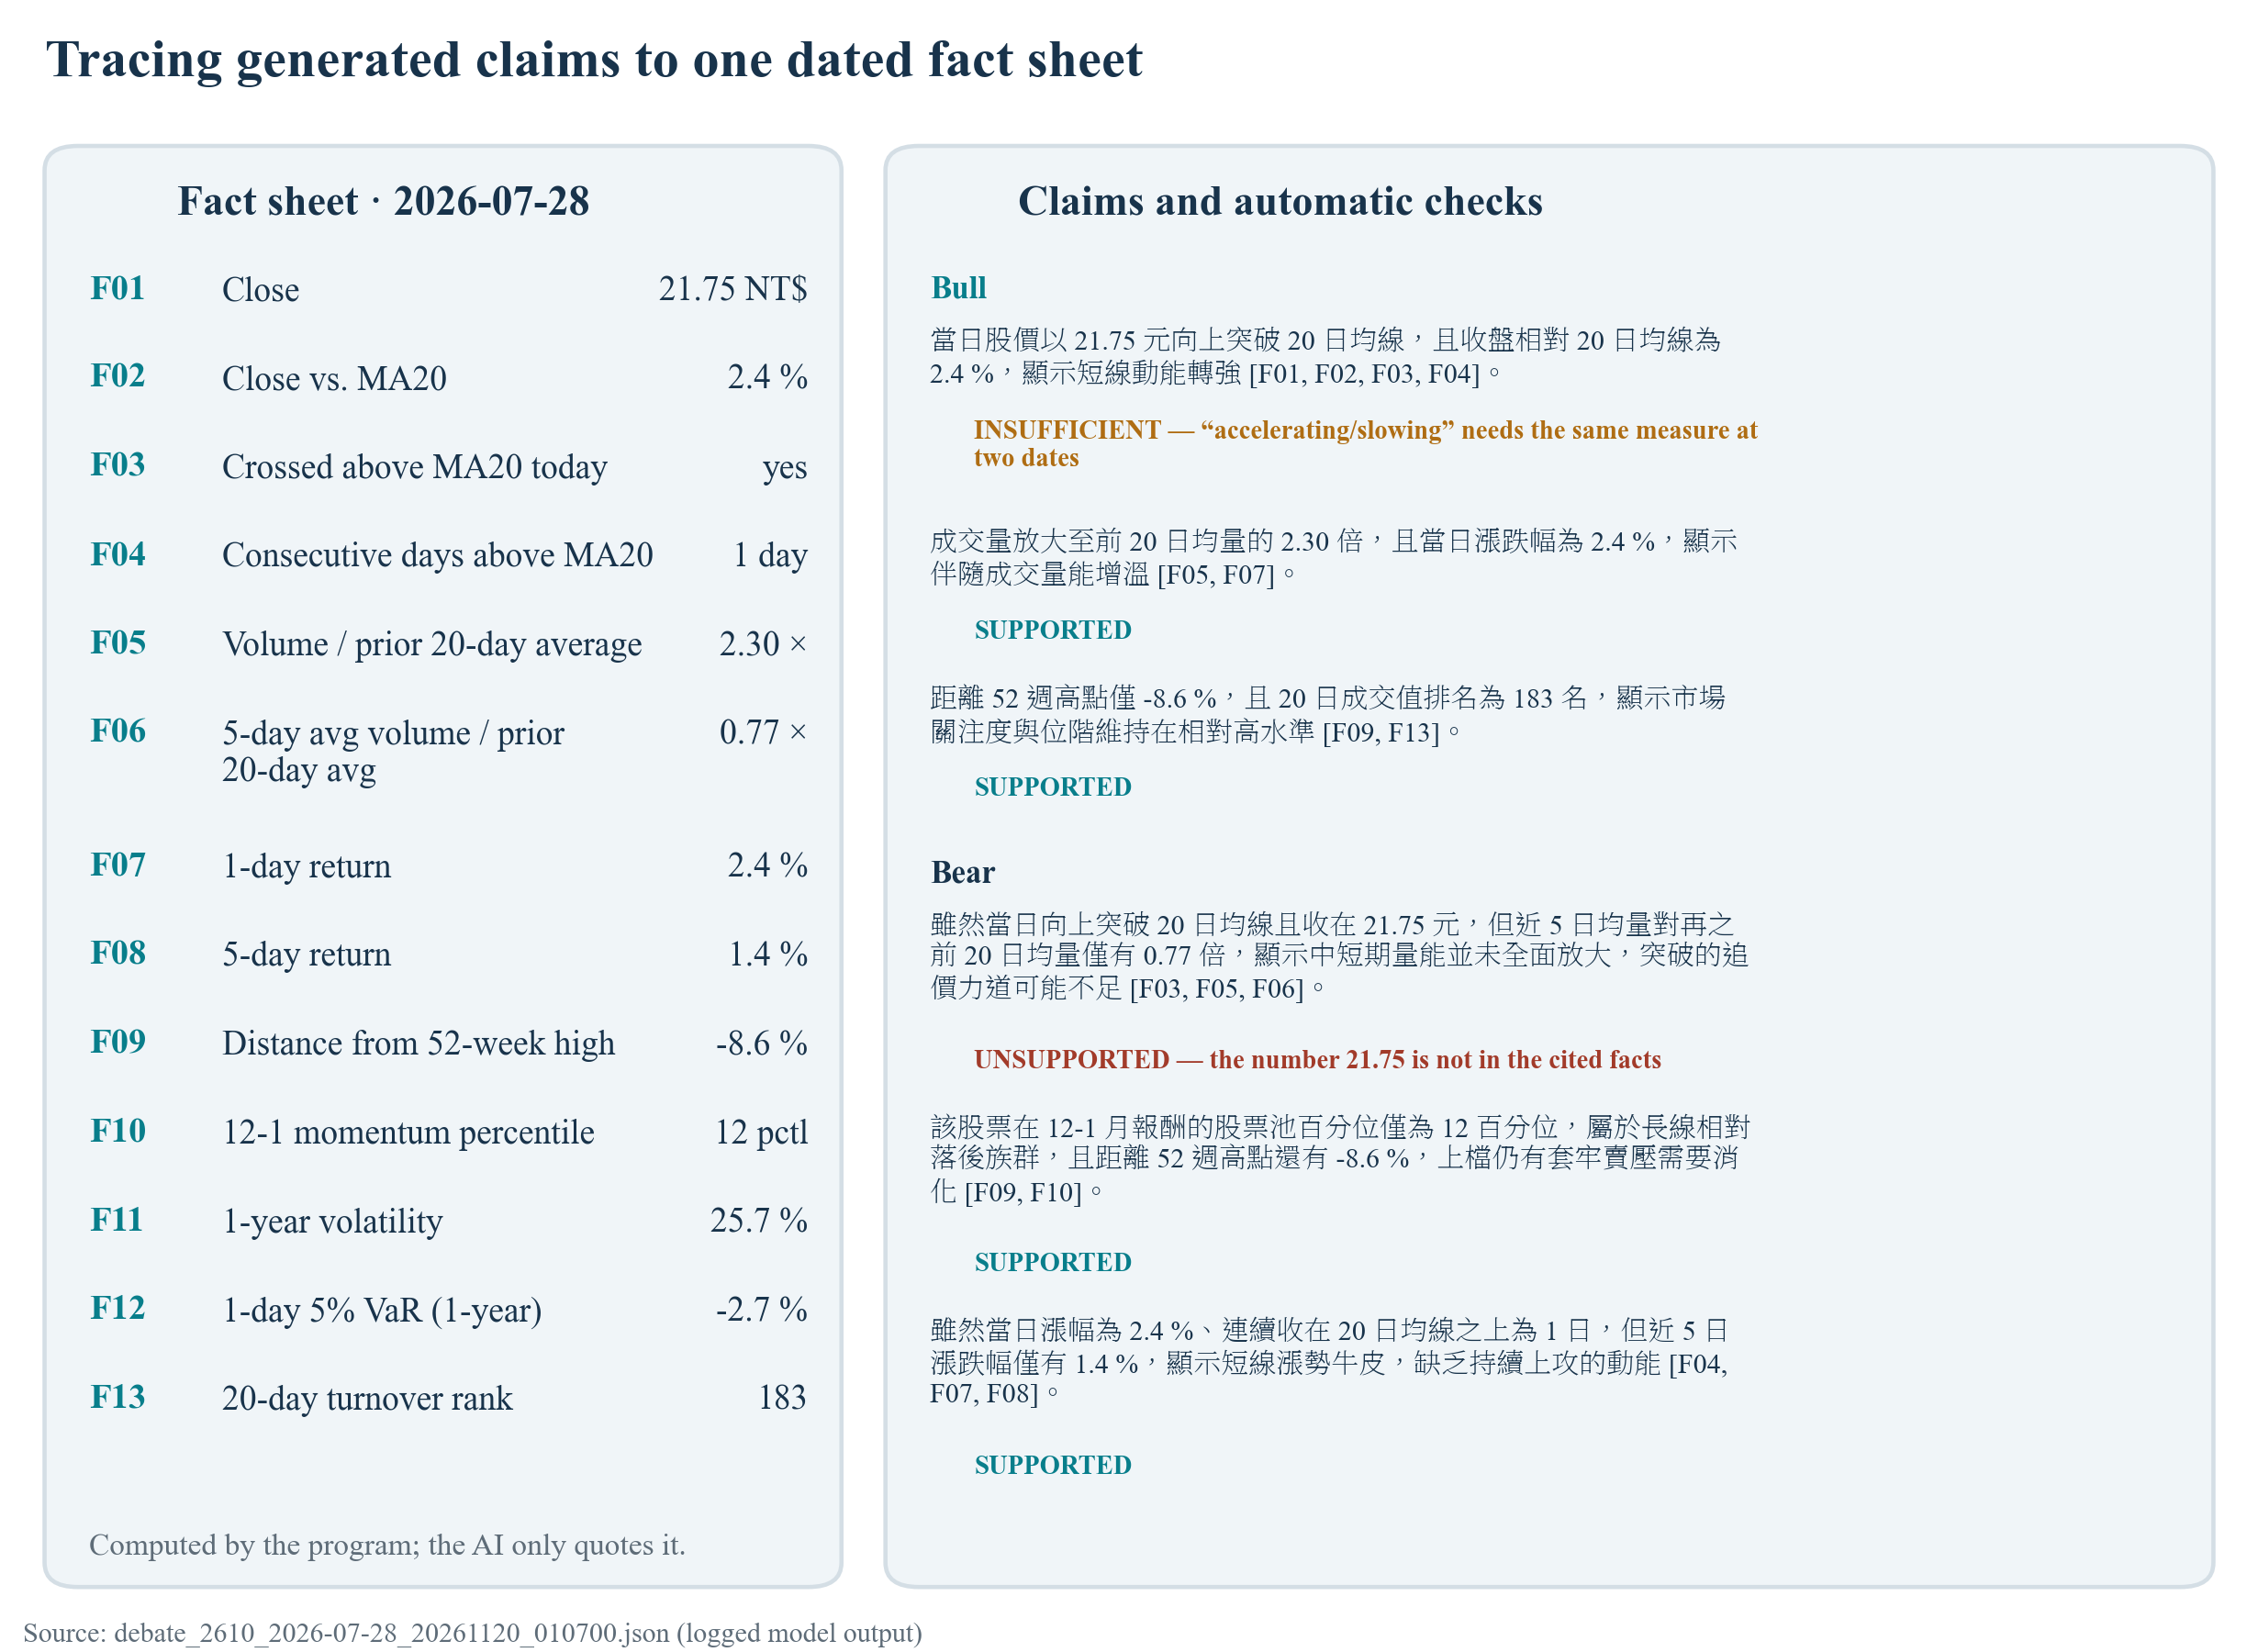 Tracing generated claims to one dated fact sheet
Fact sheet · 2026-07-28
F01 Close 21.75 NT$
F02 Close vs. MA20 2.4 %
F03 Crossed above MA20 today yes
F04 Consecutive days above MA20 1 day
F05 Volume / prior 20-day average 2.30 ×
F06 5-day avg volume / prior 0.77 ×
20-day avg
F07 1-day return 2.4 %
F08 5-day return 1.4 %
F09 Distance from 52-week high -8.6 %
F10 12-1 momentum percentile 12 pctl
F11 1-year volatility 25.7 %
F12 1-day 5% VaR (1-year) -2.7 %
F13 20-day turnover rank 183
Computed by the program; the AI only quotes it.
Claims and automatic checks
Bull
當日股價以 21.75 元向上突破 20 日均線，且收盤相對 20 日均線為
2.4 %，顯示短線動能轉強 [F01, F02, F03, F04]。
INSUFFICIENT — “accelerating/slowing” needs the same measure at
two dates
成交量放大至前 20 日均量的 2.30 倍，且當日漲跌幅為 2.4 %，顯示
伴隨成交量能增溫 [F05, F07]。
SUPPORTED
距離 52 週高點僅 -8.6 %，且 20 日成交值排名為 183 名，顯示市場
關注度與位階維持在相對高水準 [F09, F13]。
SUPPORTED
Bear
雖然當日向上突破 20 日均線且收在 21.75 元，但近 5 日均量對再之
前 20 日均量僅有 0.77 倍，顯示中短期量能並未全面放大，突破的追
價力道可能不足 [F03, F05, F06]。
UNSUPPORTED — the number 21.75 is not in the cited facts
該股票在 12-1 月報酬的股票池百分位僅為 12 百分位，屬於長線相對
落後族群，且距離 52 週高點還有 -8.6 %，上檔仍有套牢賣壓需要消
化 [F09, F10]。
SUPPORTED
雖然當日漲幅為 2.4 %、連續收在 20 日均線之上為 1 日，但近 5 日
漲跌幅僅有 1.4 %，顯示短線漲勢牛皮，缺乏持續上攻的動能 [F04,
F07, F08]。
SUPPORTED
Source: debate_2610_2026-07-28_20261120_010700.json (logged model output)